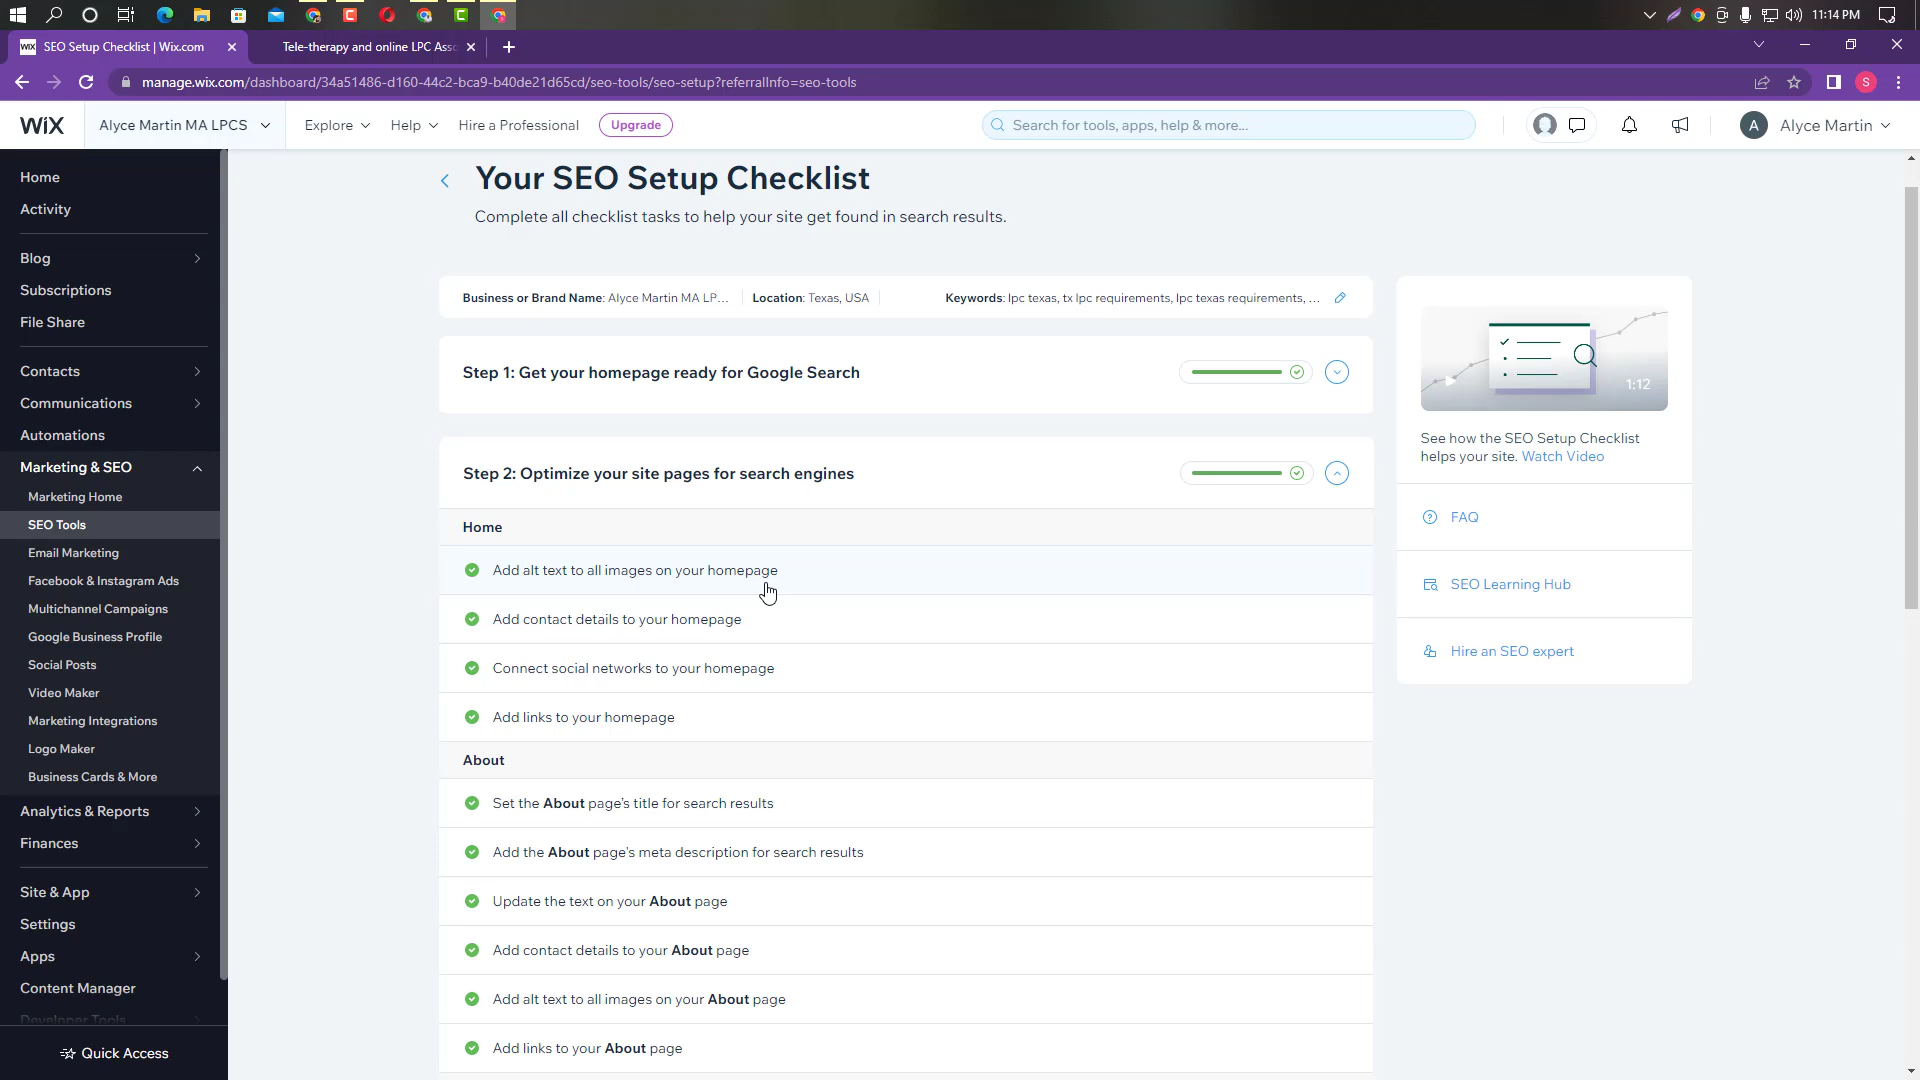 11:14 PM
SEO Setup Checklist | Wix.com
Tele-therapy and online LPC Asso
manage.wix.com/dashboard/34a51486-d160-44c2-bca9-b40de21d65cd/seo-tools/seo-setup?referralInfo=seo-tools
S
WiX
Alyce Martin MA LPCS
Explore
Help
Hire a Professional
Upgrade
Search for tools, apps, help & more...
A
Alyce Martin
Home
Activity
Blog
Subscriptions
File Share
Contacts
Communications
Automations
Marketing & SEO
Marketing Home
SEO Tools
Email Marketing
Facebook & Instagram Ads
Multichannel Campaigns
Google Business Profile
Social Posts
Video Maker
Marketing Integrations
Logo Maker
Business Cards & More
Analytics & Reports
Finances
Site & App
Settings
Apps
Content Manager
Developer Tools
Quick Access
Your SEO Setup Checklist
Complete all checklist tasks to help your site get found in search results.
Business or Brand Name: Alyce Martin MA LP...
Location: Texas, USA
Keywords: lpc texas, tx lpc requirements, lpc texas requirements, ...
Step 1: Get your homepage ready for Google Search
Step 2: Optimize your site pages for search engines
Home
Add alt text to all images on your homepage
Add contact details to your homepage
Connect social networks to your homepage
Add links to your homepage
About
Set the About page's title for search results
Add the About page's meta description for search results
Update the text on your About page
Add contact details to your About page
Add alt text to all images on your About page
Add links to your About page
1:12
See how the SEO Setup Checklist
helps your site. Watch Video
FAQ
SEO Learning Hub
Hire an SEO expert